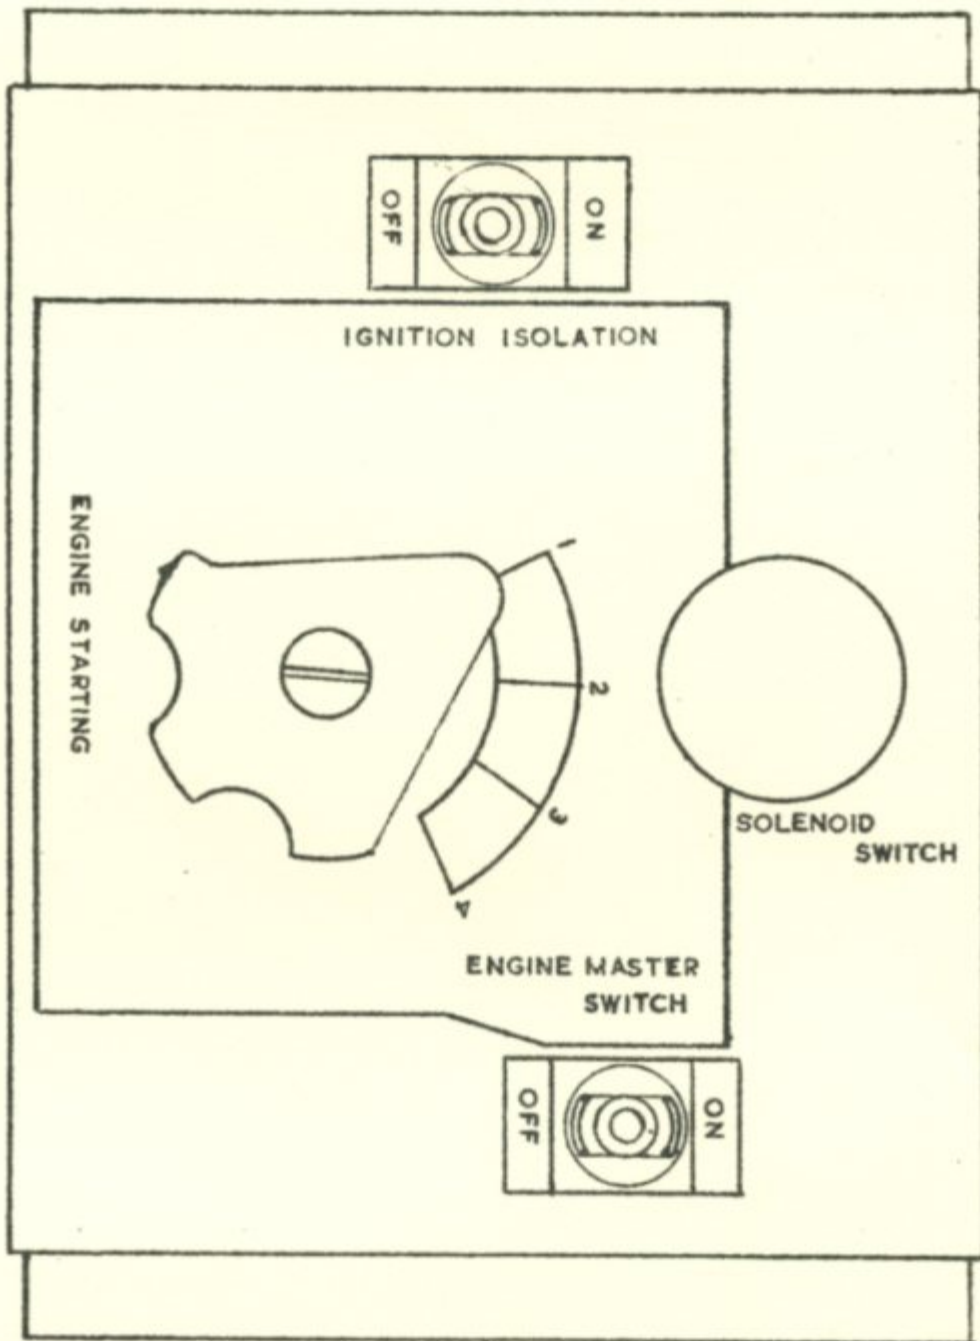 OFF
ON
IGNITION ISOLATION
ENGINE STARTING
1
2
3
4
SOLENOID
SWITCH
ENGINE MASTER
SWITCH
OFF
ON